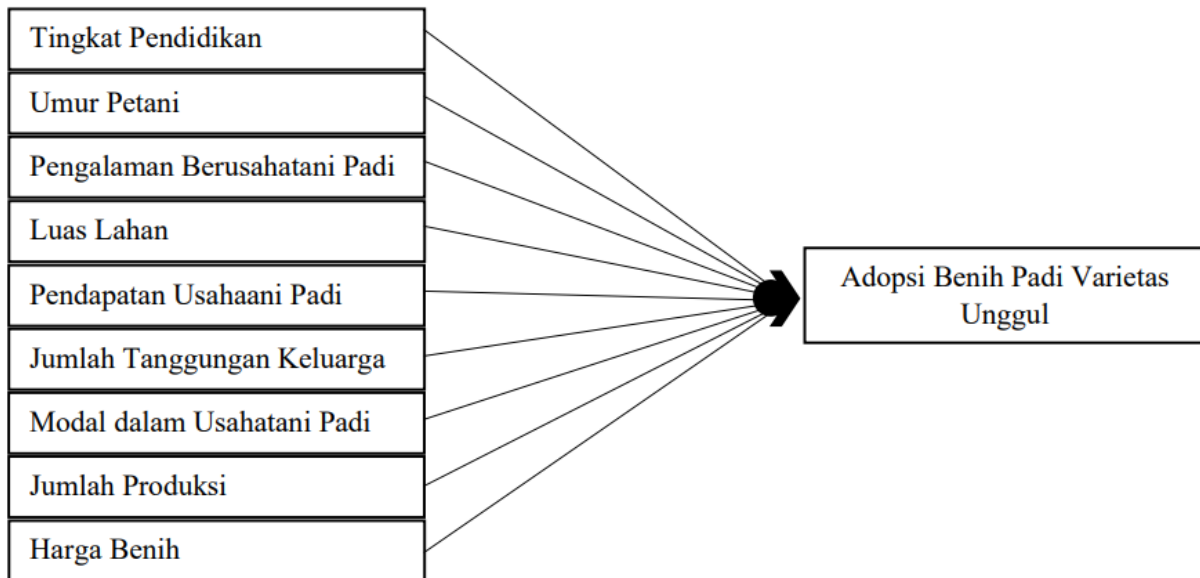 Tingkat Pendidikan
Umur Petani
Pengalaman Berusahatani Padi
Luas Lahan
Pendapatan Usahaani Padi
Jumlah Tanggungan Keluarga
Modal dalam Usahatani Padi
Jumlah Produksi
Harga Benih
Adopsi Benih Padi Varietas
Unggul